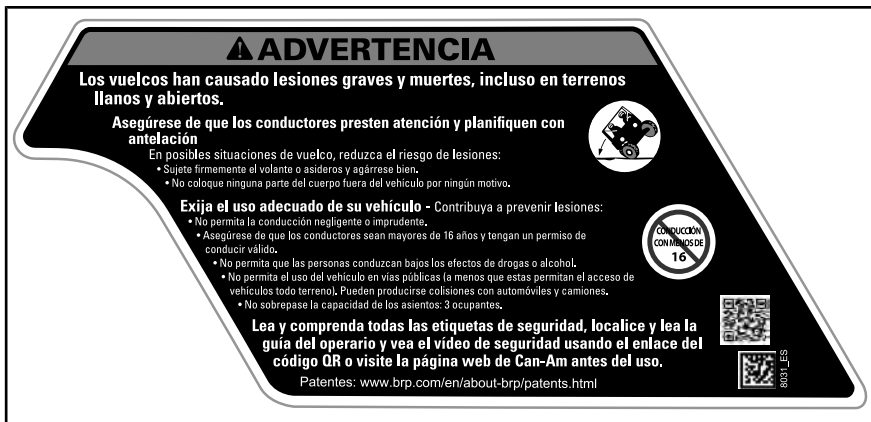 ADVERTENCIA
Los vuelcos han causado lesiones graves y muertes, incluso en terrenos
llanos y abiertos.
Asegúrese de que los conductores presten atención y planifiquen con
antelación
En posibles situaciones de vuelco, reduzca el riesgo de lesiones:
• Sujete firmemente el volante o asideros y agárrese bien.
• No coloque ninguna parte del cuerpo fuera del vehículo por ningún motivo.
Exija el uso adecuado de su vehículo - Contribuya a prevenir lesiones:
• No permita la conducción negligente o imprudente.
• Asegúrese de que los conductores sean mayores de 16 años y tengan un permiso de
conducir válido.
• No permita que las personas conduzcan bajos los efectos de drogas o alcohol.
• No permita el uso del vehículo en vías públicas (a menos que estas permitan el acceso de
vehículos todo terreno). Pueden producirse colisiones con automóviles y camiones.
• No sobrepase la capacidad de los asientos: 3 ocupantes.
CONDUCCIÓN
CON MENOS DE
16
Lea y comprenda todas las etiquetas de seguridad, localice y lea la
guía del operario y vea el vídeo de seguridad usando el enlace del
código QR o visite la página web de Can-Am antes del uso.
Patentes: www.brp.com/en/about-brp/patents.html
8031_ES